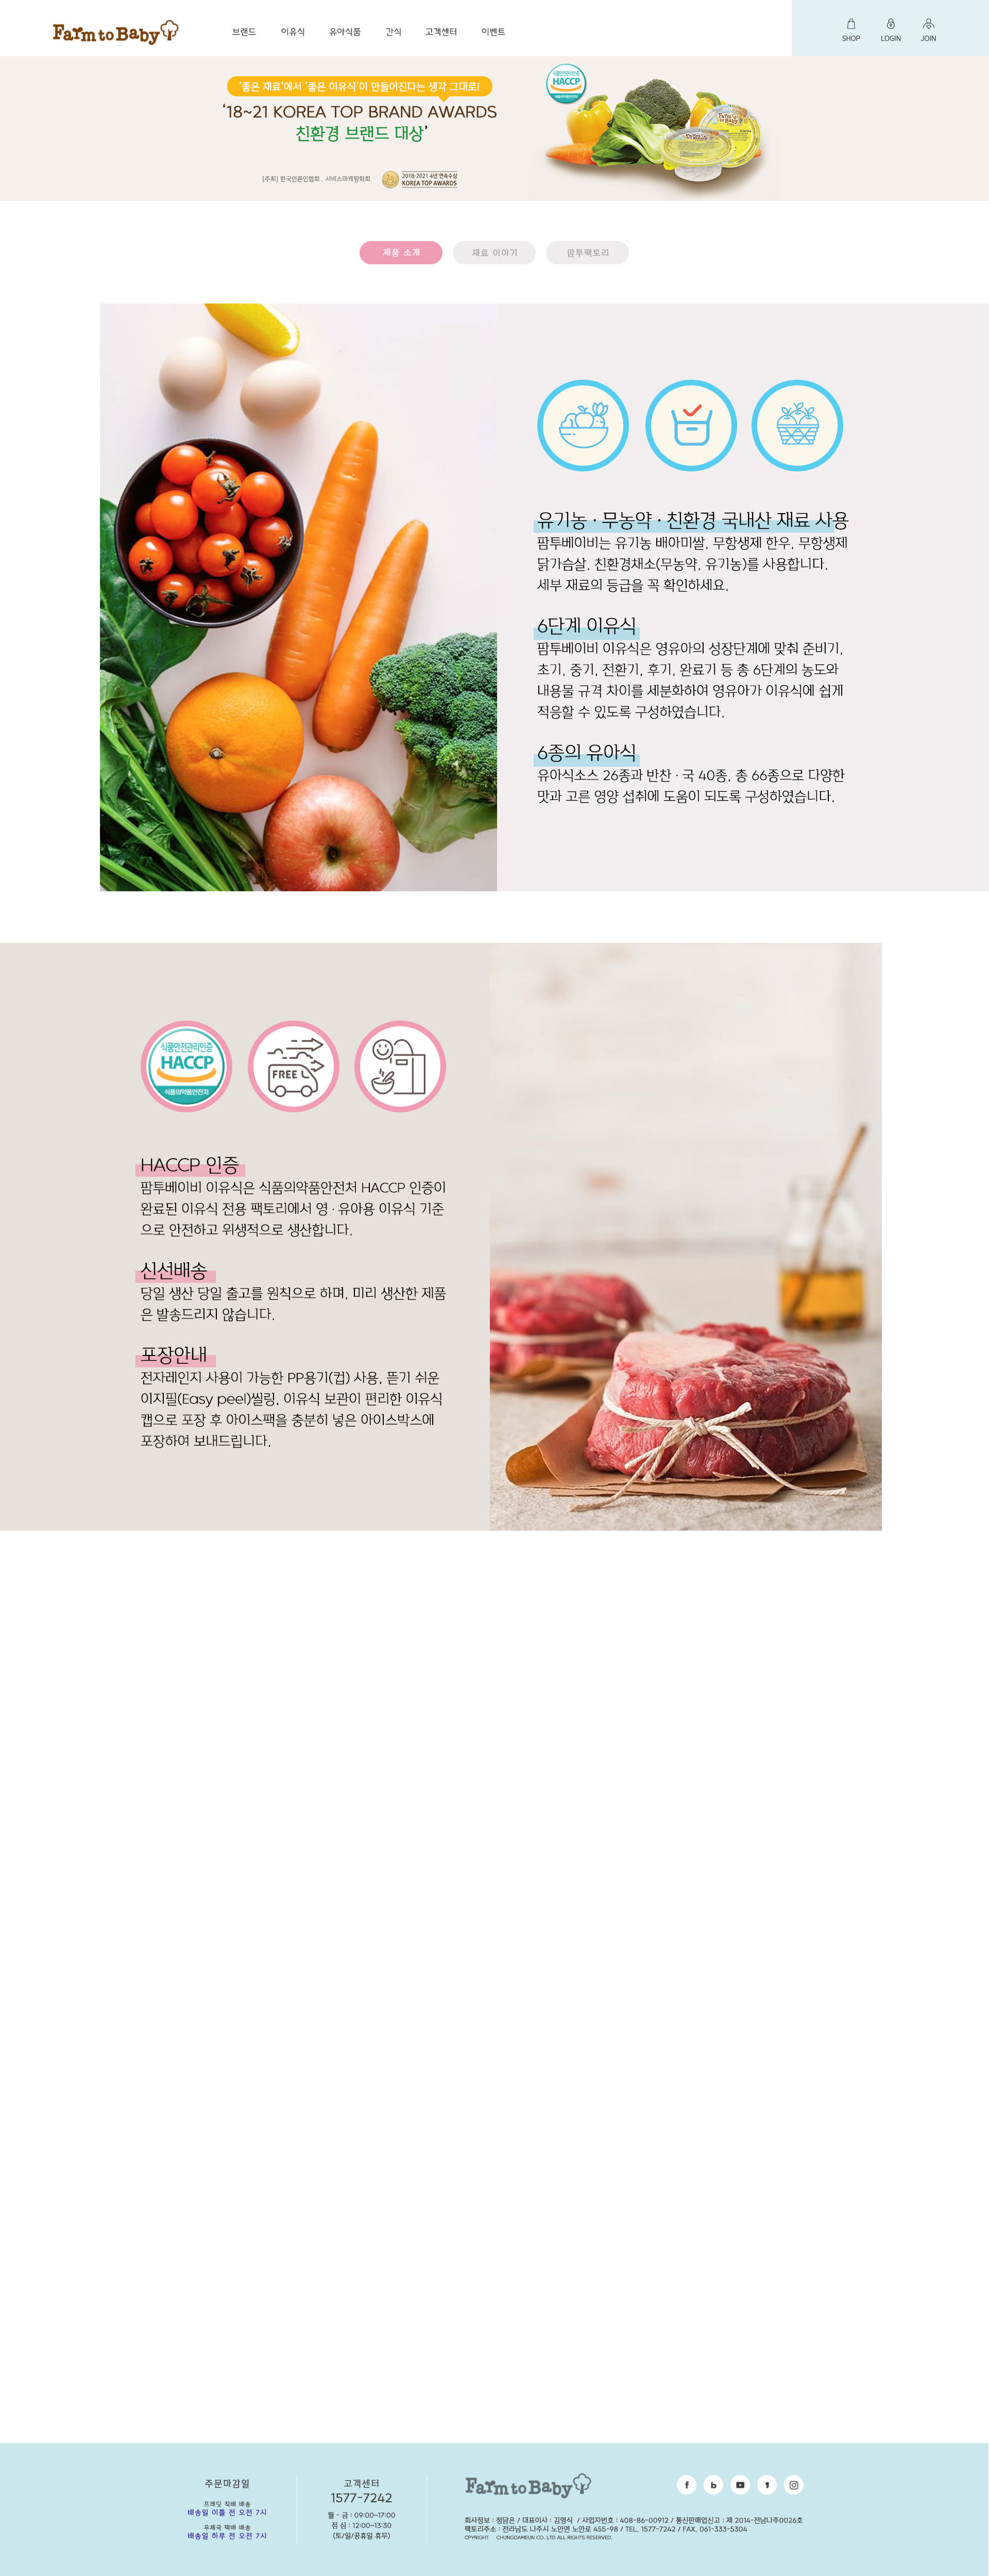 Farm to Baby
브랜드 이유식 유아식품 간식 고객센터 이벤트
SHOP LOGIN JOIN
'좋은 재료'에서 '좋은 이유식'이 만들어진다는 생각 그대로!
'18~21 KOREA TOP BRAND AWARDS
친환경 브랜드 대상'
[주최] 한국언론인협회 , 서비스마케팅학회
2018-2021 4년 연속수상
KOREA TOP AWARDS
HACCP
제품 소개 재료 이야기 팜투팩토리
유기농 · 무농약 · 친환경 국내산 재료 사용
팜투베이비는 유기농 배아미쌀, 무항생제 한우, 무항생제
닭가슴살, 친환경채소(무농약, 유기농)를 사용합니다.
세부 재료의 등급을 꼭 확인하세요.
6단계 이유식
팜투베이비 이유식은 영유아의 성장단계에 맞춰 준비기,
초기, 중기, 전환기, 후기, 완료기 등 총 6단계의 농도와
내용물 규격 차이를 세분화하여 영유아가 이유식에 쉽게
적응할 수 있도록 구성하였습니다.
6종의 유아식
유아식소스 26종과 반찬 · 국 40종, 총 66종으로 다양한
맛과 고른 영양 섭취에 도움이 되도록 구성하였습니다.
식품안전관리인증
HACCP
식품의약품안전처
FREE
HACCP 인증
팜투베이비 이유식은 식품의약품안전처 HACCP 인증이
완료된 이유식 전용 팩토리에서 영 · 유아용 이유식 기준
으로 안전하고 위생적으로 생산합니다.
신선배송
당일 생산 당일 출고를 원칙으로 하며, 미리 생산한 제품
은 발송드리지 않습니다.
포장안내
전자레인지 사용이 가능한 PP용기(컵) 사용, 뜯기 쉬운
이지필(Easy peel)씰링, 이유식 보관이 편리한 이유식
캡으로 포장 후 아이스팩을 충분히 넣은 아이스박스에
포장하여 보내드립니다.
주문마감일
프레딧 직배 배송
배송일 이틀 전 오전 7시
우체국 택배 배송
배송일 하루 전 오전 7시
고객센터
1577-7242
월 - 금 : 09:00~17:00
점 심 : 12:00~13:30
(토/일/공휴일 휴무)
Farm to Baby
회사정보 : 청담은 / 대표이사 : 김영식 / 사업자번호 : 408-86-00912 / 통신판매업신고 : 제 2014-전남나주0026호
팩토리주소 : 전라남도 나주시 노안면 노안로 455-98 / TEL. 1577-7242 / FAX. 061-333-5304
OPYRIGHT CHUNGDAMEUN CO., LTD ALL RIGHTS RESERVED.